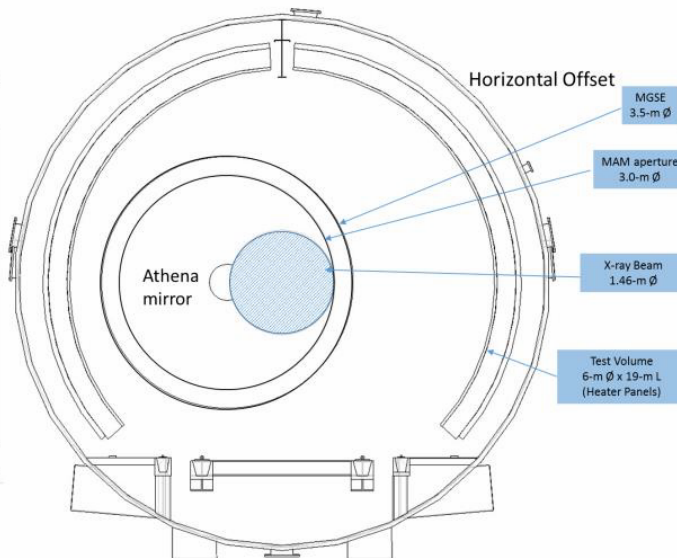 Horizontal Offset
MGSE
3.5-m Ø
MAM aperture
3.0-m Ø
Athena
mirror
X-ray Beam
1.46-m Ø
Test Volume
6-m Ø x 19-m L
(Heater Panels)